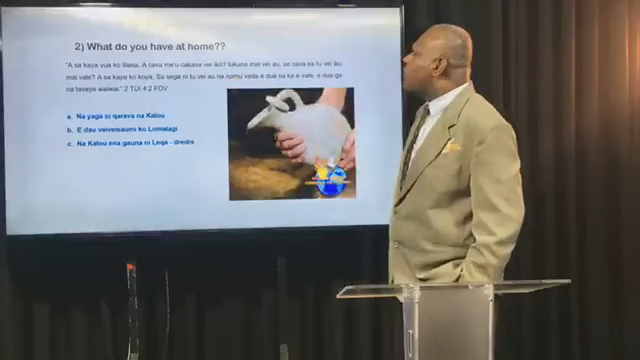 2) What do you have at home??
"A sa kaya vua ko Ilaisa, A cava me'u cakava vei iko? tukuna mai vei au, se cava sa tu vei iko
mai vale? A sa kaya ko koya, Sa sega ni tu vei au na nomu vada e dua na ka e vale, e dua ga
na tavaya waiwai." 2 TUI 4:2 FOV
a. Na yaga ni qarava na Kalou
b. E dau veiveisaumi ko Lomalagi
c. Na Kalou ena gauna ni Leqa - dredre